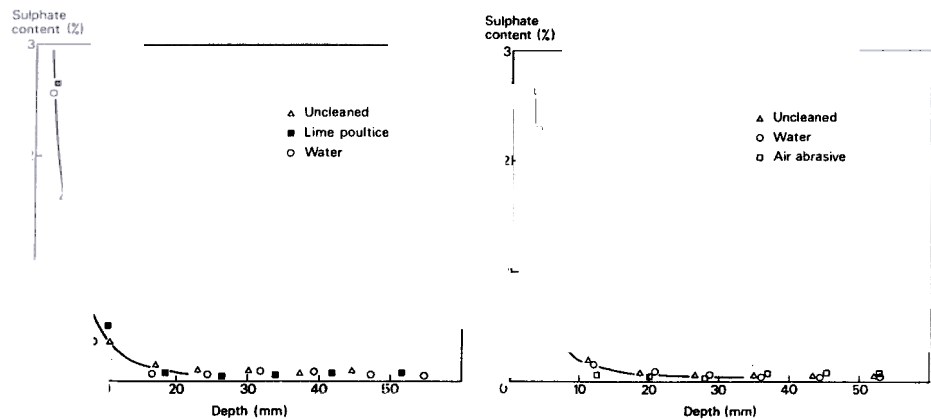 Sulphate
content (%)
3
△ Uncleaned
■ Lime poultice
○ Water
20 30 40 50
Depth (mm)
Sulphate
content (%)
3
2
△ Uncleaned
○ Water
□ Air abrasive
0 10 20 30 40 50
Depth (mm)